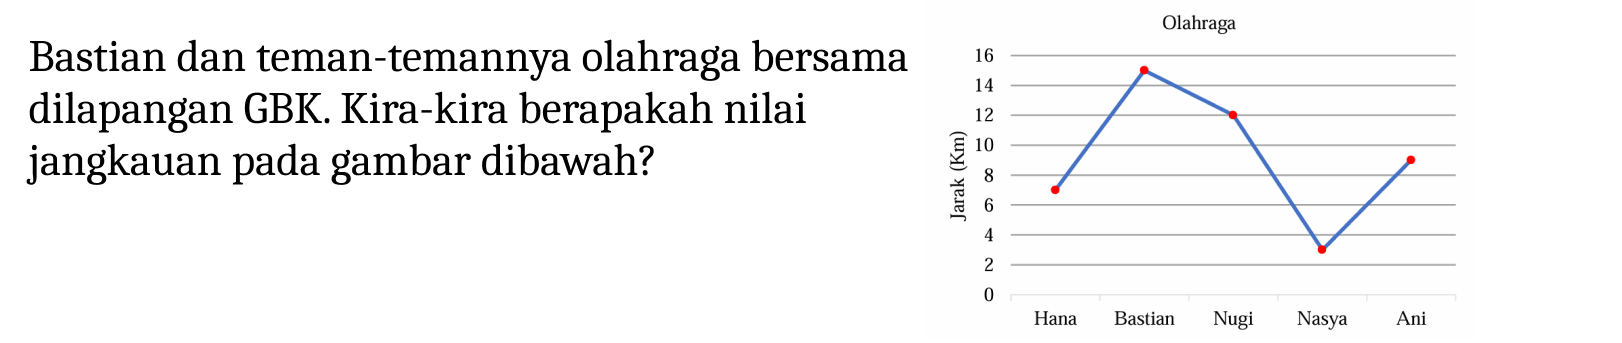 Bastian dan teman-temannya olahraga bersama
dilapangan GBK. Kira-kira berapakah nilai
jangkauan pada gambar dibawah?
Olahraga
Jarak (Km)
16
14
12
10
8
6
4
2
0
Hana Bastian Nugi Nasya Ani